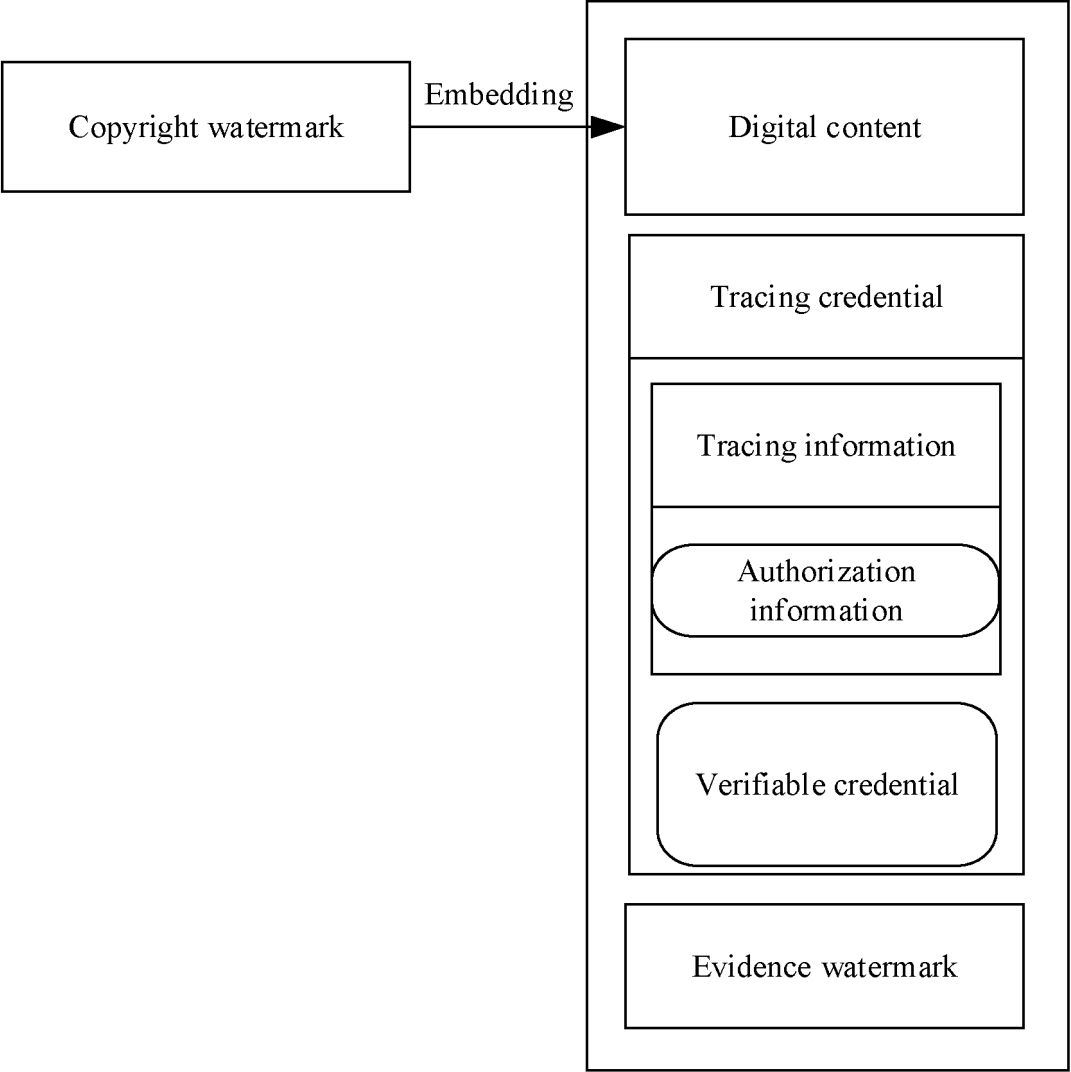 Copyright watermark
Embedding
Digital content
Tracing credential
Tracing information
Authorization
information
Verifiable credential
Evidence watermark